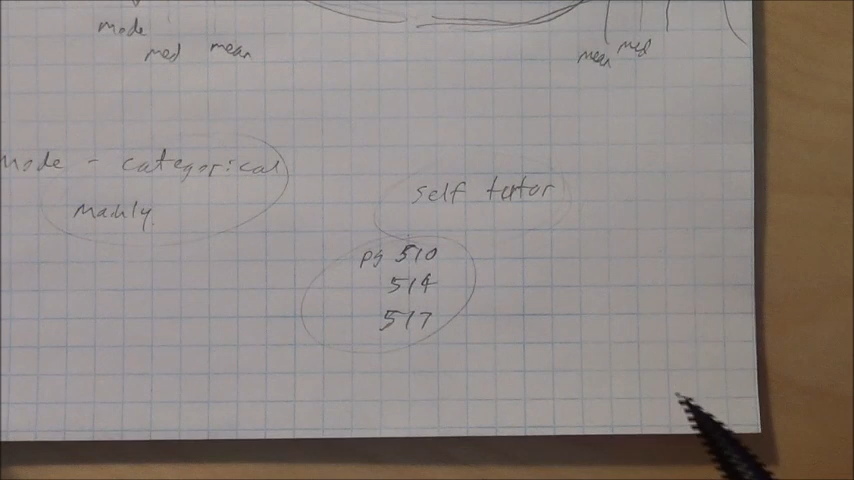 mode
med mean
mean med
mode - categorical
mainly.
self tutor
pg 510
514
517